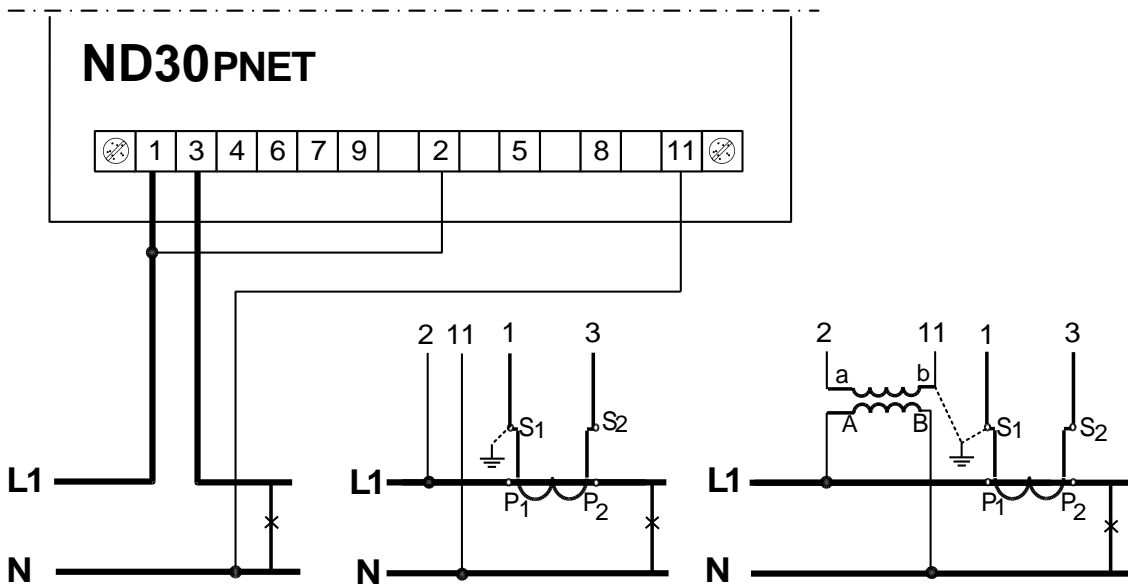 ND30PNET
1 3 4 6 7 9 2 5 8 11
2 11 1 3 2 11 1 3
a b
S1 S2 A B S1 S2
L1 L1 P1 P2 L1 P1 P2
N N N